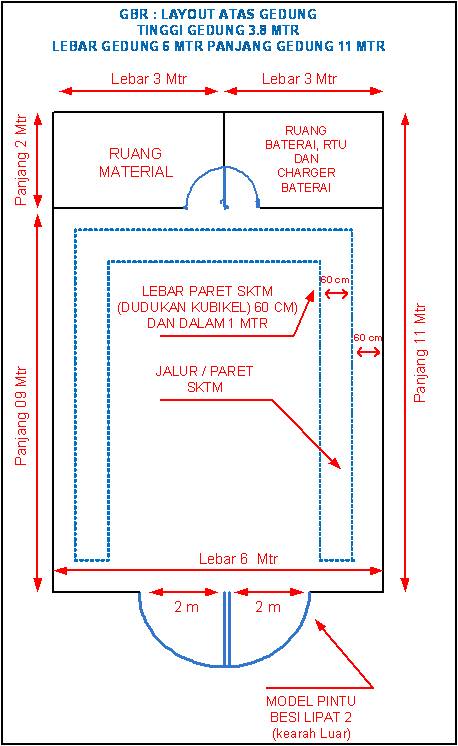 GBR : LAYOUT ATAS GEDUNG
TINGGI GEDUNG 3.8 MTR
LEBAR GEDUNG 6 MTR PANJANG GEDUNG 11 MTR
Lebar 3 Mtr
Lebar 3 Mtr
Panjang 2 Mtr
RUANG
MATERIAL
RUANG
BATERAI, RTU
DAN
CHARGER
BATERAI
60 cm
LEBAR PARET SKTM
(DUDUKAN KUBIKEL) 60 CM)
DAN DALAM 1 MTR
60 cm
Panjang 11 Mtr
JALUR / PARET
SKTM
Panjang 09 Mtr
Lebar 6 Mtr
2 m
2 m
MODEL PINTU
BESI LIPAT 2
(kearah Luar)